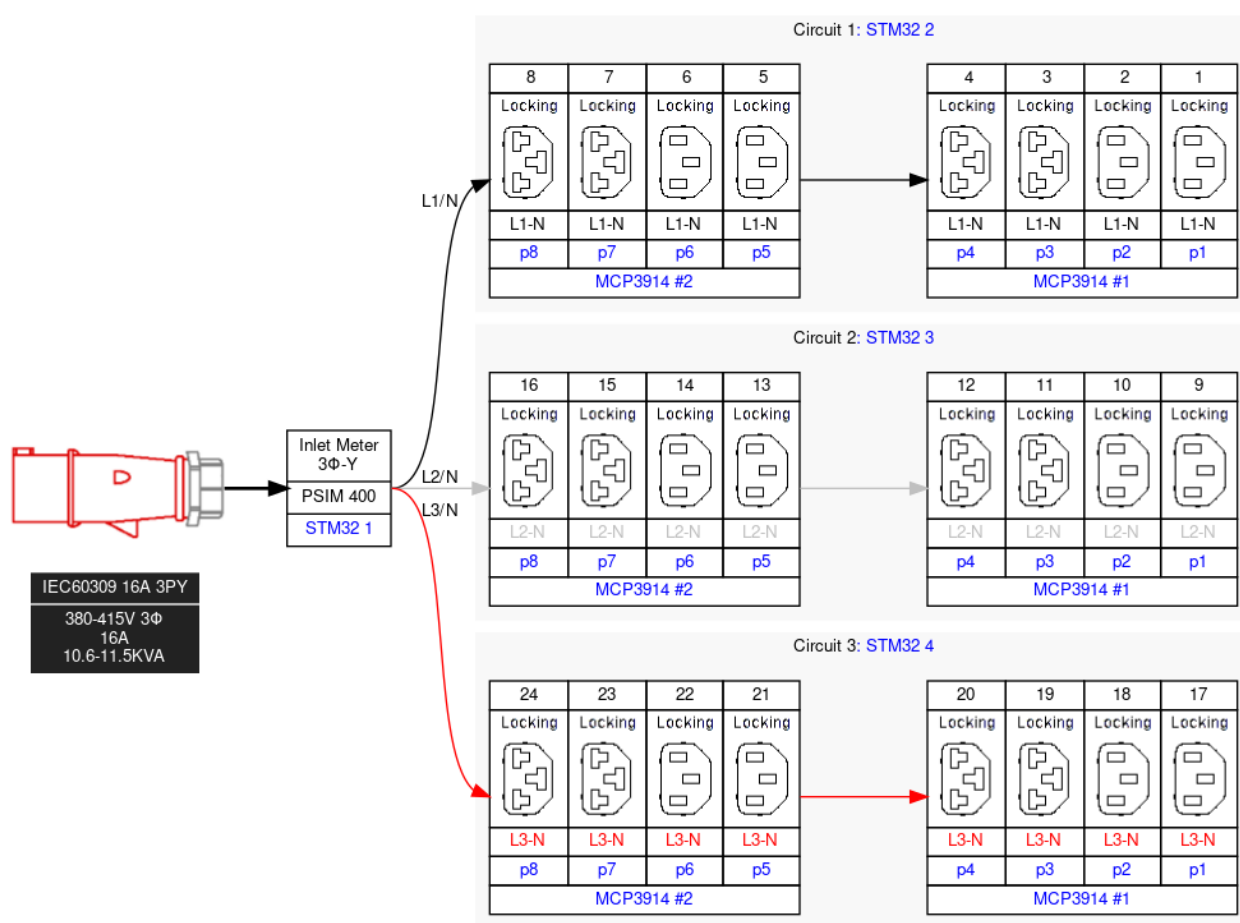 Circuit 1: STM32 2
8 7 6 5
Locking Locking Locking Locking
L1-N L1-N L1-N L1-N
p8 p7 p6 p5
MCP3914 #2
4 3 2 1
Locking Locking Locking Locking
L1-N L1-N L1-N L1-N
p4 p3 p2 p1
MCP3914 #1
L1/N
Circuit 2: STM32 3
16 15 14 13
Locking Locking Locking Locking
L2-N L2-N L2-N L2-N
p8 p7 p6 p5
MCP3914 #2
12 11 10 9
Locking Locking Locking Locking
L2-N L2-N L2-N L2-N
p4 p3 p2 p1
MCP3914 #1
Inlet Meter
3Φ-Y
PSIM 400
STM32 1
L2/N
L3/N
IEC60309 16A 3PY
380-415V 3Φ
16A
10.6-11.5KVA
Circuit 3: STM32 4
24 23 22 21
Locking Locking Locking Locking
L3-N L3-N L3-N L3-N
p8 p7 p6 p5
MCP3914 #2
20 19 18 17
Locking Locking Locking Locking
L3-N L3-N L3-N L3-N
p4 p3 p2 p1
MCP3914 #1